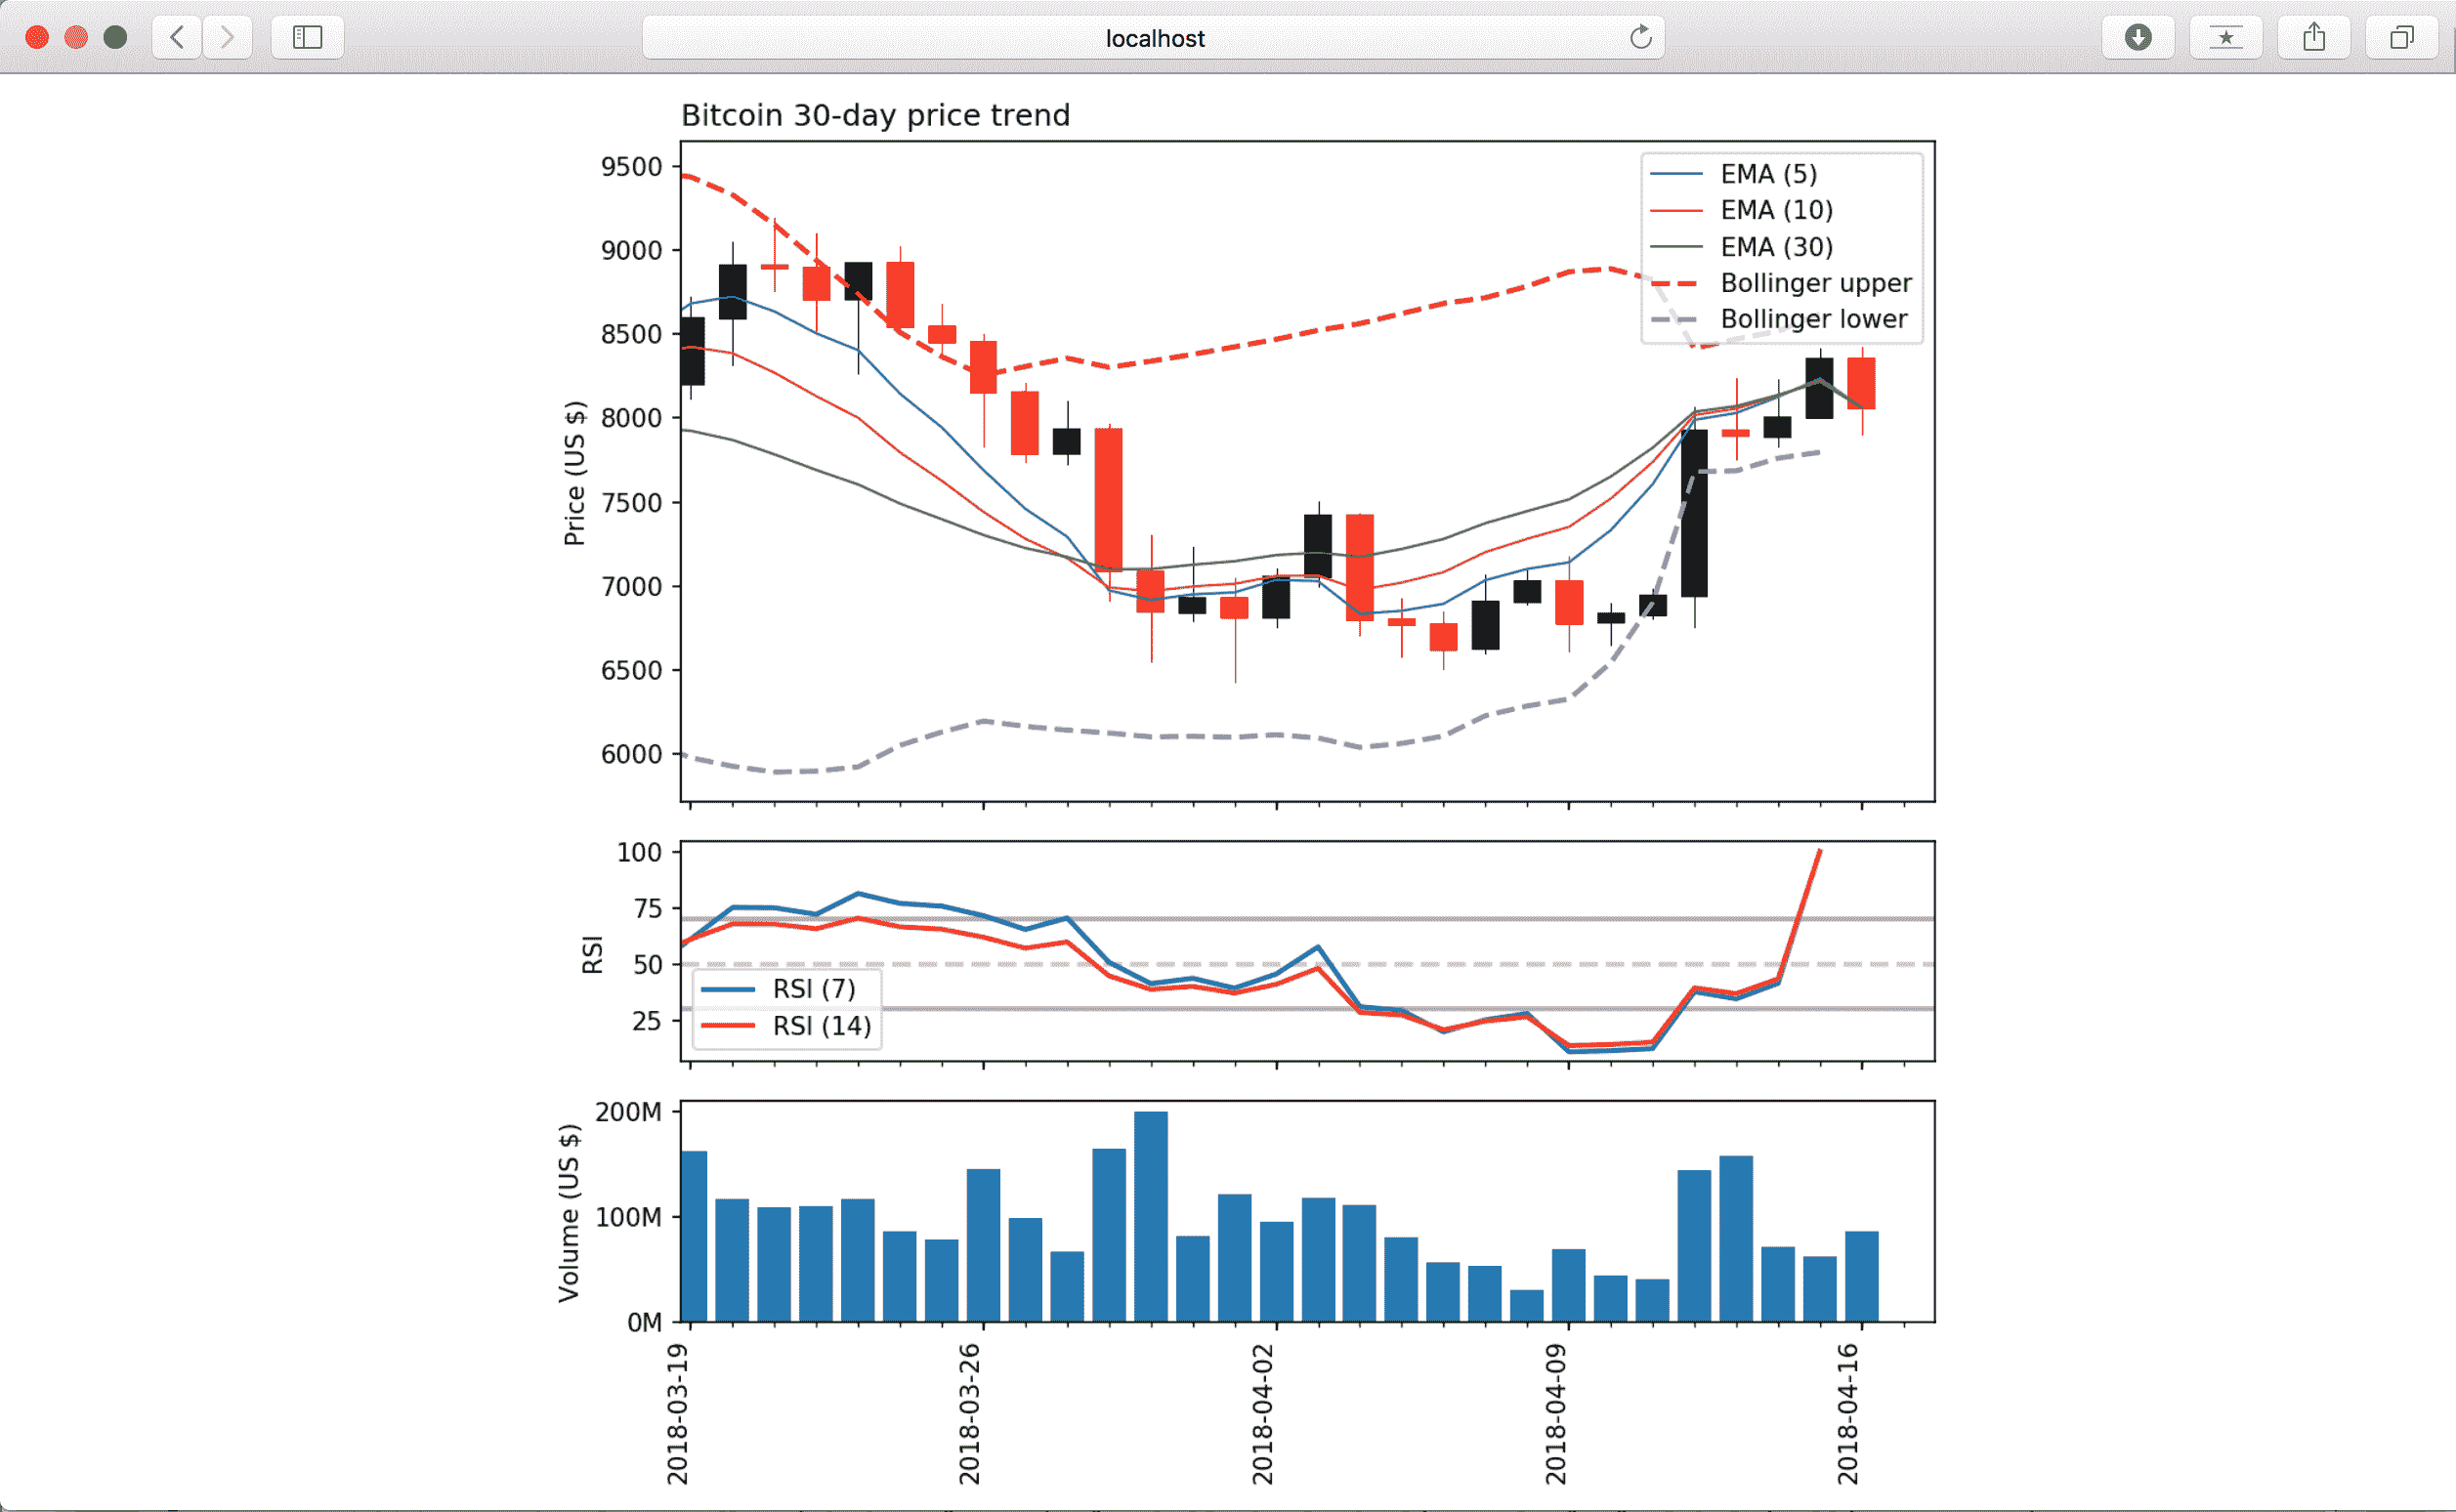 localhost
Bitcoin 30-day price trend
9500
9000
8500
8000
7500
7000
6500
6000
Price (US $)
EMA (5)
EMA (10)
EMA (30)
Bollinger upper
Bollinger lower
100
75
50
25
RSI
RSI (7)
RSI (14)
200M
100M
0M
Volume (US $)
2018-03-19
2018-03-26
2018-04-02
2018-04-09
2018-04-16